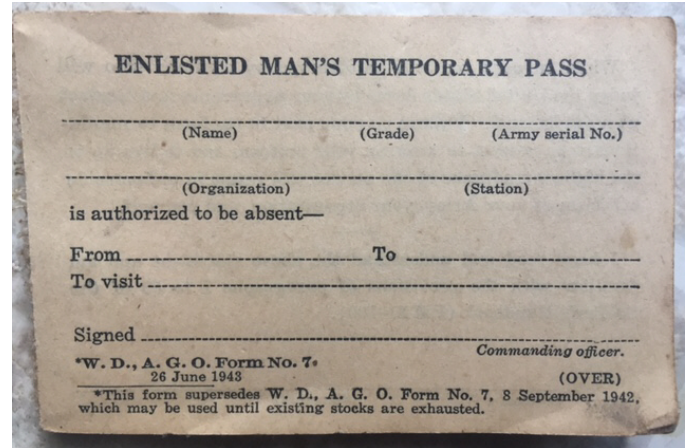 ENLISTED MAN'S TEMPORARY PASS
(Name) (Grade) (Army serial No.)
(Organization) (Station)
is authorized to be absent—
From To
To visit
Signed
Commanding officer.
*W. D., A. G. O. Form No. 7*
26 June 1943 (OVER)
*This form supersedes W. D., A. G. O. Form No. 7, 8 September 1942,
which may be used until existing stocks are exhausted.